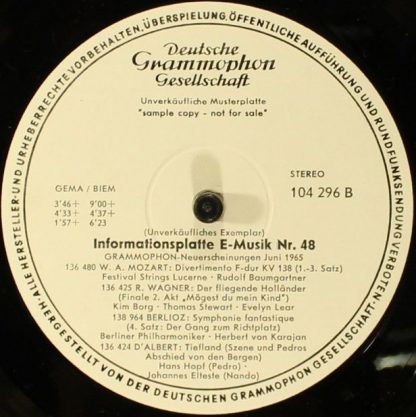 ALLE HERSTELLER- UND URHEBERRECHTE VORBEHALTEN, ÜBERSPIELUNG, ÖFFENTLICHE AUFFÜHRUNG UND RUNDFUNKSENDUNG VERBOTEN.
HERGESTELLT VON DER DEUTSCHEN GRAMMOPHON GESELLSCHAFT
Deutsche
Grammophon
Gesellschaft
Unverkäufliche Musterplatte
"sample copy - not for sale"
GEMA / BIEM
STEREO
104 296 B
3'46+ 9'00+
4'33+ 4'37+
1'57+ 6'23
(Unverkäufliches Exemplar)
Informationsplatte E-Musik Nr. 48
GRAMMOPHON-Neuerscheinungen Juni 1965
136 480 W. A. MOZART: Divertimento F-dur KV 138 (1.-3. Satz)
Festival Strings Lucerne - Rudolf Baumgartner
136 425 R. WAGNER: Der fliegende Holländer
(Finale 2. Akt „Mögest du mein Kind")
Kim Borg - Thomas Stewart - Evelyn Lear
138 964 BERLIOZ: Symphonie fantastique
(4. Satz: Der Gang zum Richtplatz)
Berliner Philharmoniker - Herbert von Karajan
136 424 D'ALBERT: Tiefland (Szene und Pedros
Abschied von den Bergen)
Hans Hopf (Pedro) -
Johannes Elteste (Nando)